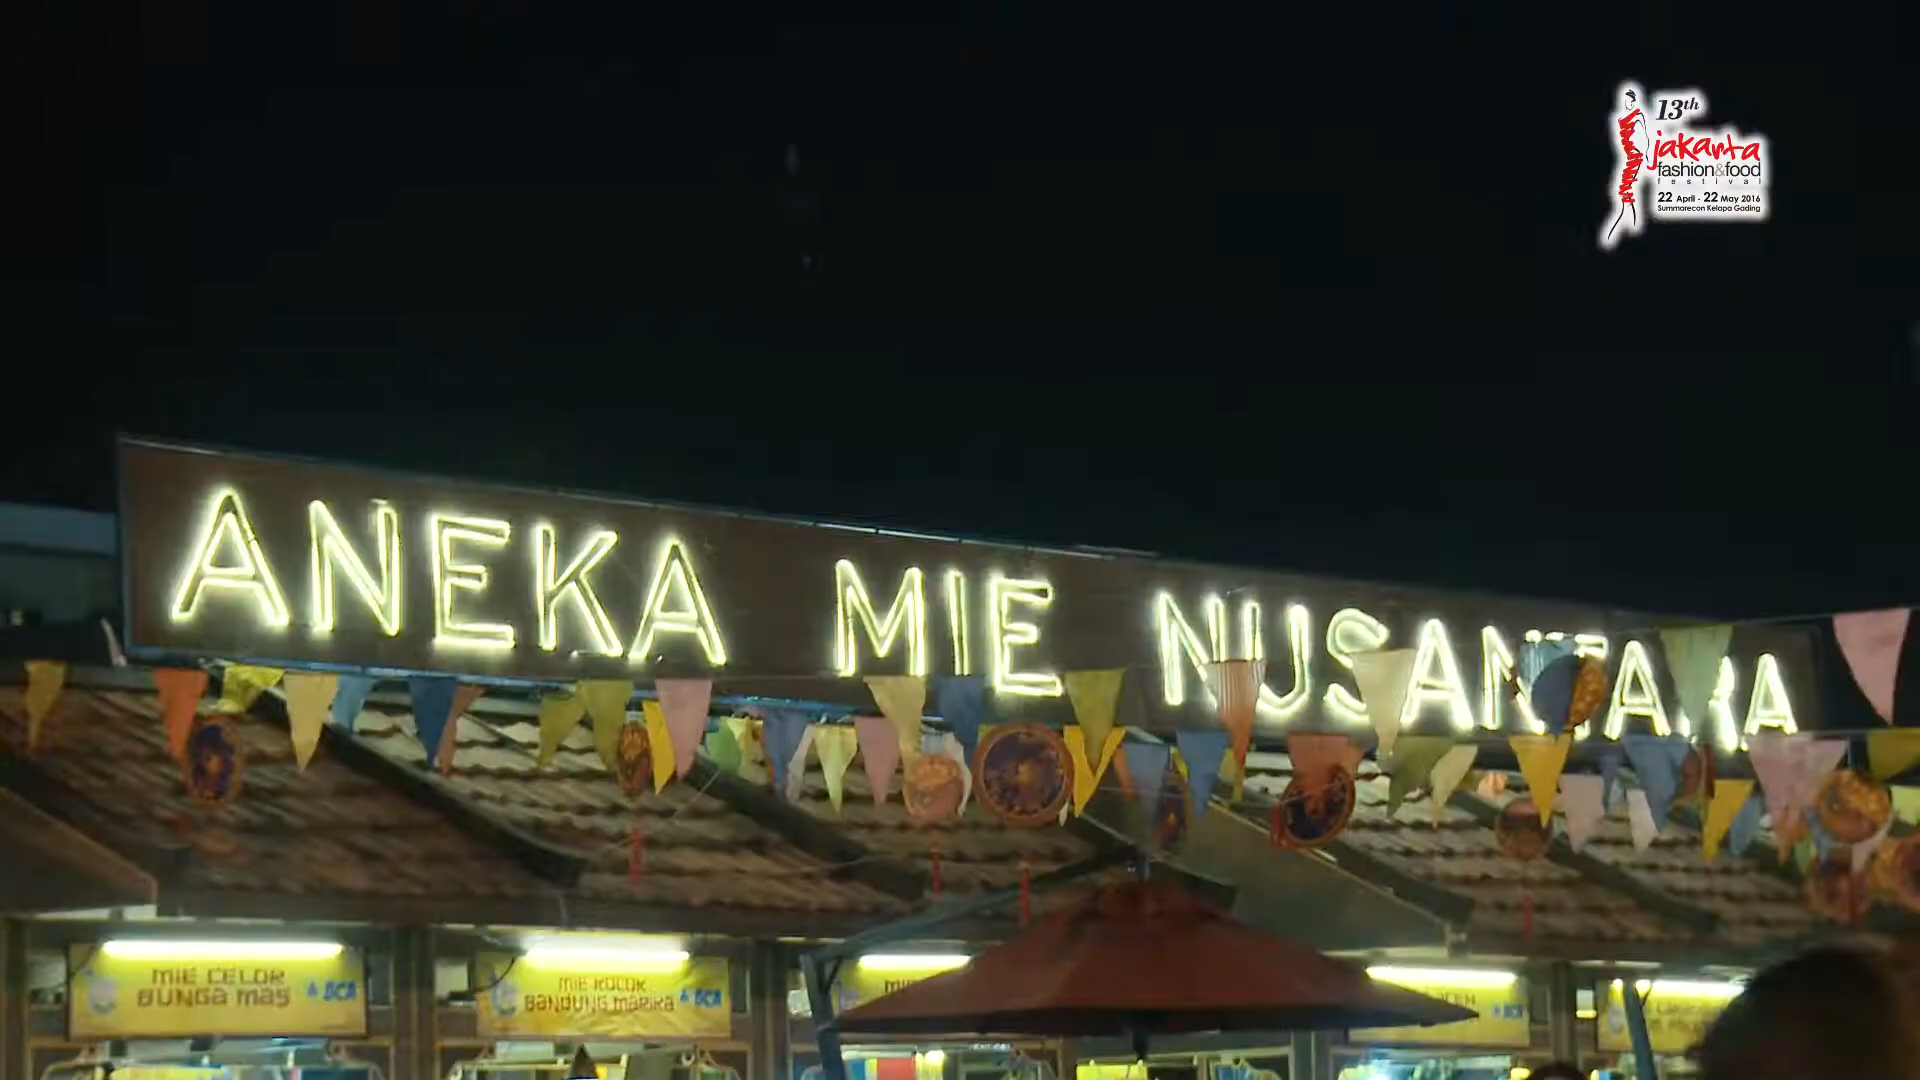 13th
jakarta
fashion&food
festival
22 April - 22 May 2016
Summarecon Kelapa Gading
ANEKA MIE NUSANTARA
MIE CELOR
BUNGA MAS
BCA
MIE KOCOK
BANDUNG MARIKA
BCA
BCA